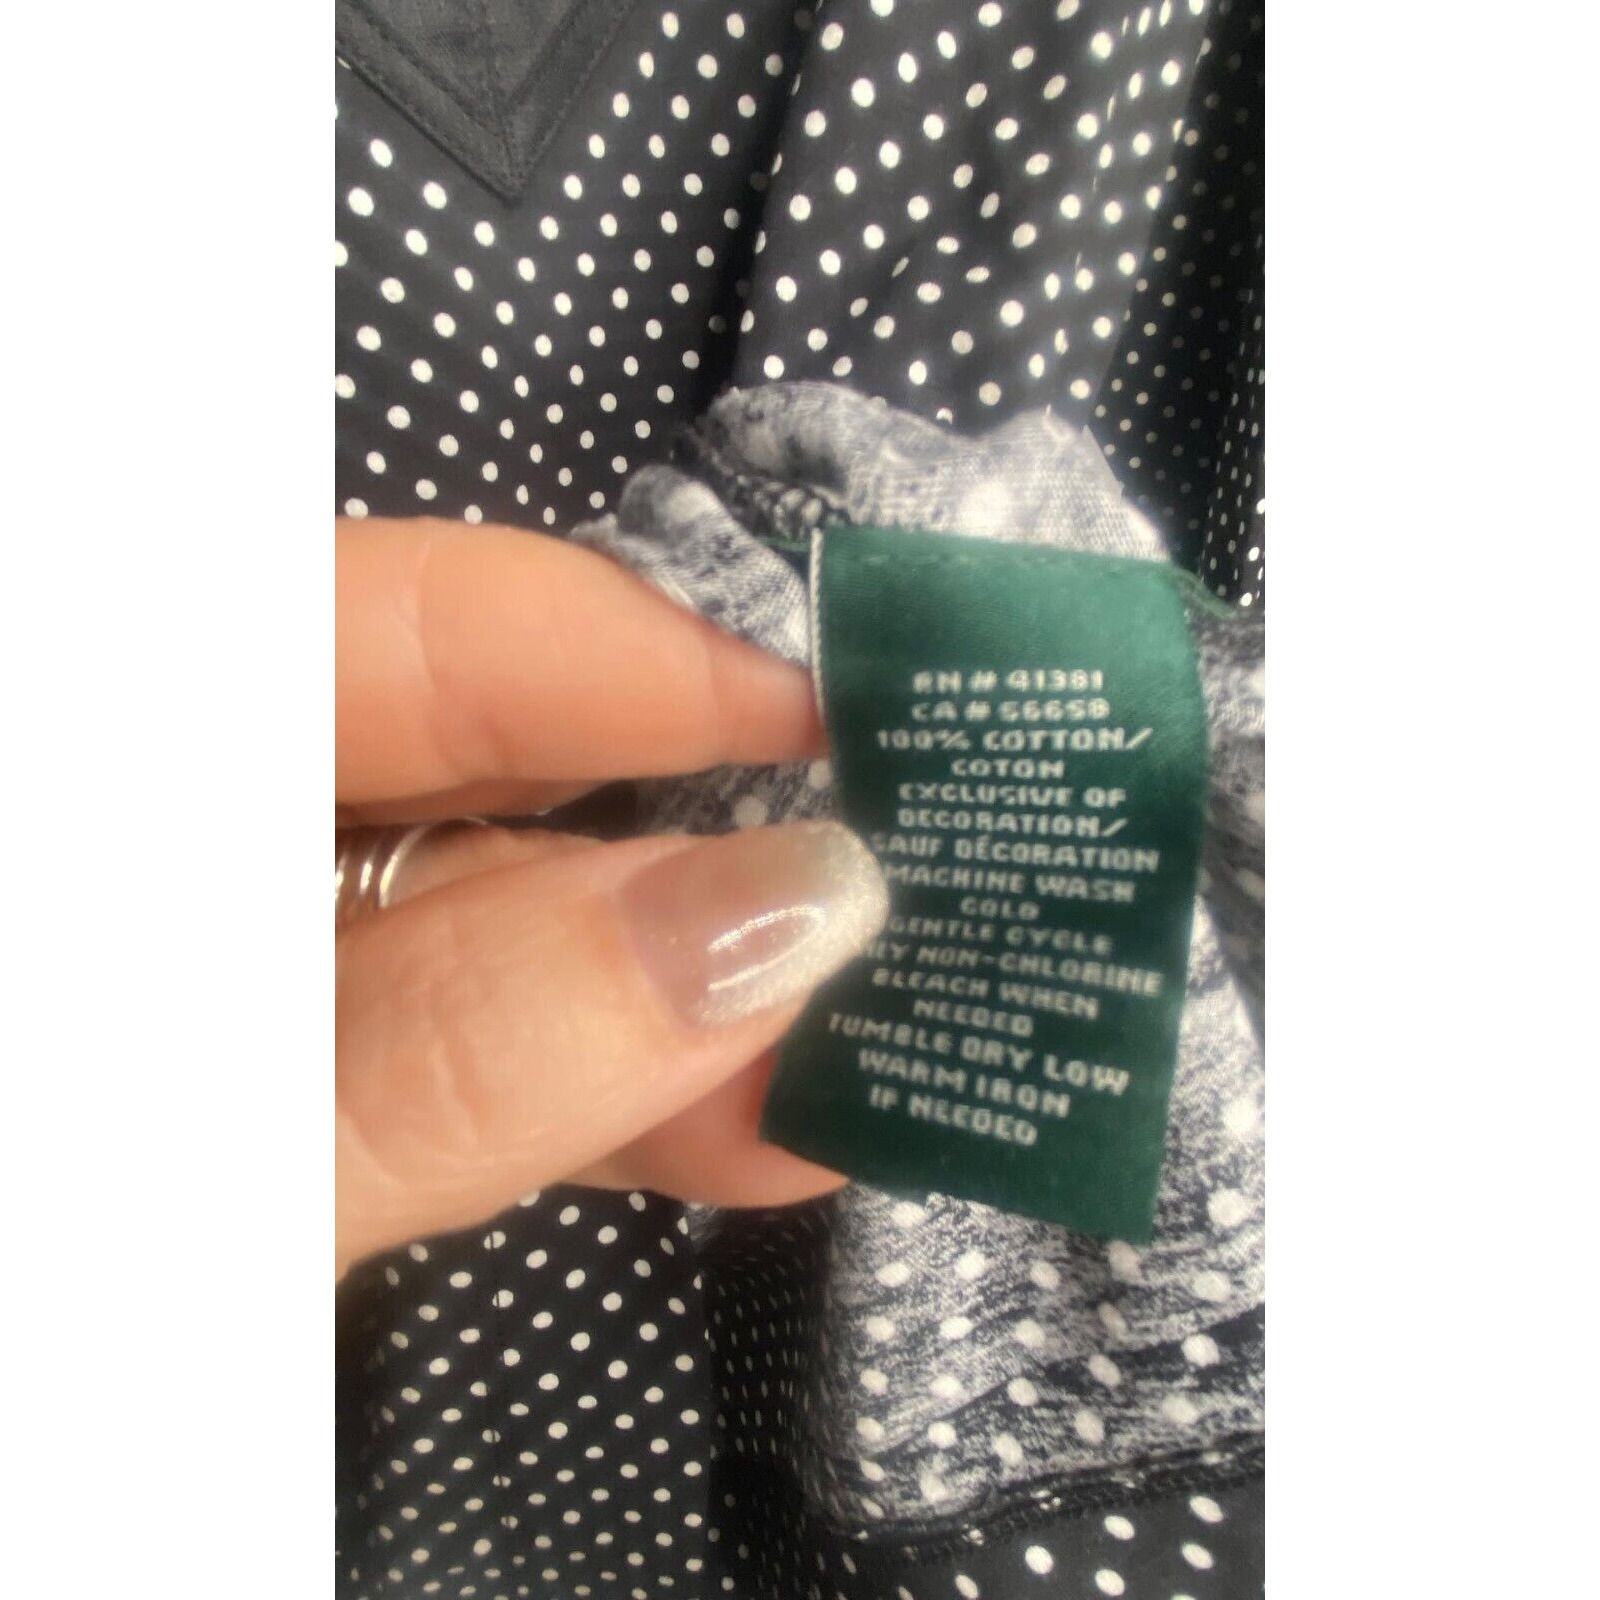 RN # 41381
CA # 56658
100% COTTON/
COTON
EXCLUSIVE OF
DECORATION/
SAUF DÉCORATION
MACHINE WASH
COLD
GENTLE CYCLE
NON-CHLORINE
BLEACH WHEN
NEEDED
TUMBLE DRY LOW
WARM IRON
IF NEEDED